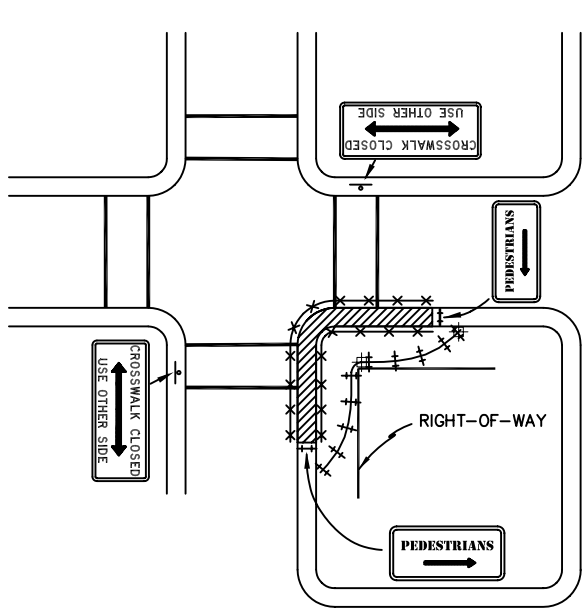 CROSSWALK CLOSED
USE OTHER SIDE
PEDESTRIANS
CROSSWALK CLOSED
USE OTHER SIDE
RIGHT-OF-WAY
PEDESTRIANS